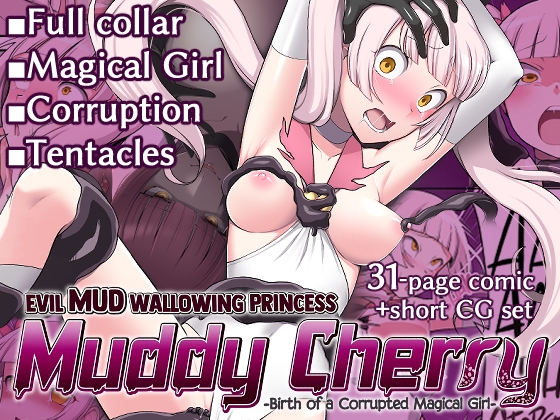 ■Full collar
■Magical Girl
■Corruption
■Tentacles
31-page comic
+short CG set
EVIL MUD WALLOWING PRINCESS
Muddy Cherry
-Birth of a Corrupted Magical Girl-